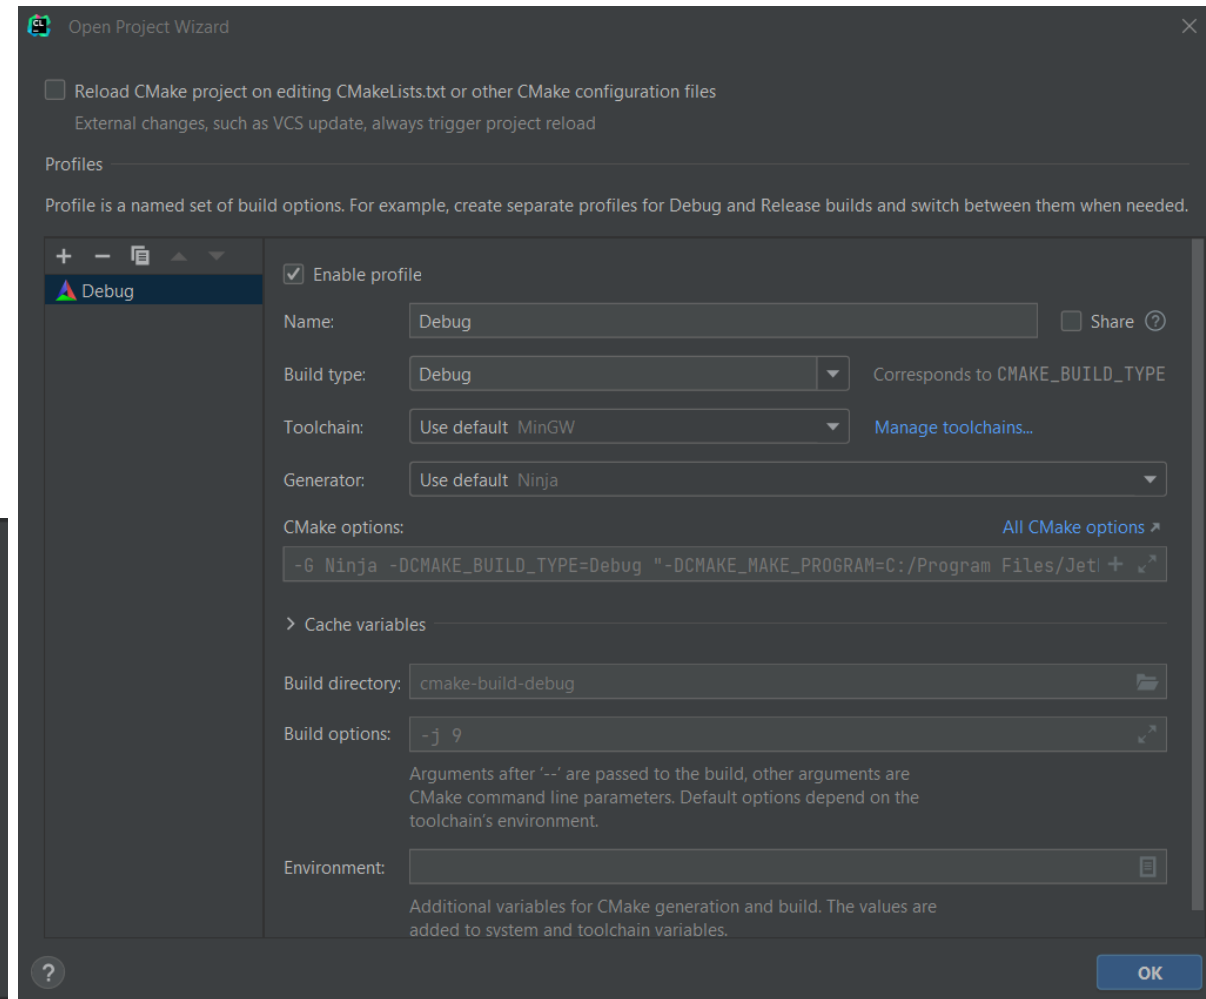 CL
Open Project Wizard
Reload CMake project on editing CMakeLists.txt or other CMake configuration files
External changes, such as VCS update, always trigger project reload
Profiles
Profile is a named set of build options. For example, create separate profiles for Debug and Release builds and switch between them when needed.
Debug
Enable profile
Name: Debug Share
Build type: Debug Corresponds to CMAKE_BUILD_TYPE
Toolchain: Use default MinGW Manage toolchains...
Generator: Use default Ninja
CMake options: All CMake options
-G Ninja -DCMAKE_BUILD_TYPE=Debug "-DCMAKE_MAKE_PROGRAM=C:/Program Files/Jet
Cache variables
Build directory: cmake-build-debug
Build options: -j 9
Arguments after '--' are passed to the build, other arguments are
CMake command line parameters. Default options depend on the
toolchain's environment.
Environment:
Additional variables for CMake generation and build. The values are
added to system and toolchain variables.
?
OK